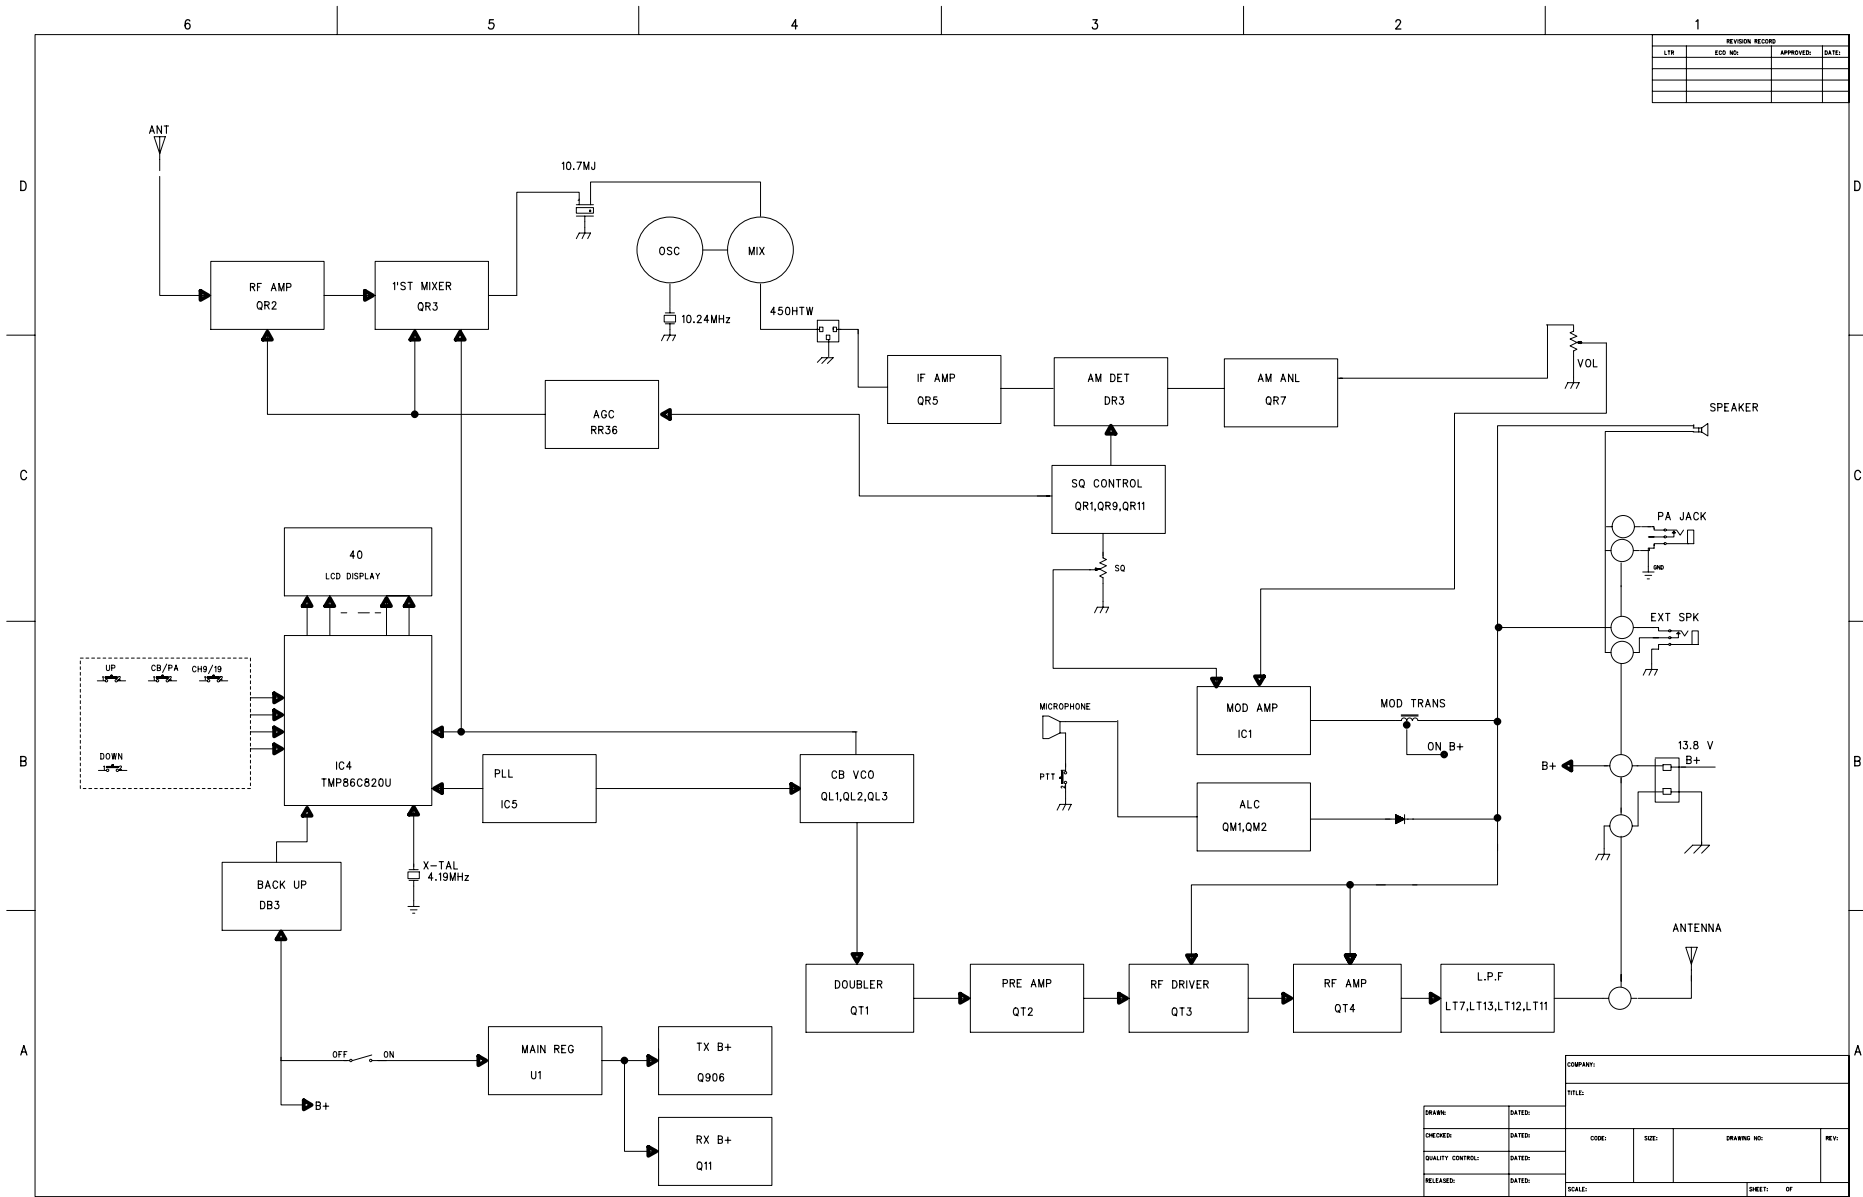 6 5 4 3 2 1
REVISION RECORD
LTR ECO NO: APPROVED: DATE:
ANT
10.7MJ
D D
OSC MIX
RF AMP
QR2
1'ST MIXER
QR3
450HTW
10.24MHz
VOL
IF AMP
QR5
AM DET
DR3
AM ANL
QR7
AGC
RR36
SPEAKER
C C
SQ CONTROL
QR1,QR9,QR11
PA JACK
GND
40
LCD DISPLAY
SQ
EXT SPK
UP CB/PA CH9/19
DOWN
MICROPHONE
PTT
MOD AMP
IC1
MOD TRANS
ON B+
13.8 V
B+
B+
B B
IC4
TMP86C820U
PLL
IC5
CB VCO
QL1,QL2,QL3
ALC
QM1,QM2
X-TAL
4.19MHz
BACK UP
DB3
ANTENNA
DOUBLER
QT1
PRE AMP
QT2
RF DRIVER
QT3
RF AMP
QT4
L.P.F
LT7,LT13,LT12,LT11
A A
OFF ON
MAIN REG
U1
TX B+
Q906
B+
RX B+
Q11
COMPANY:
TITLE:
DRAWN: DATED:
CHECKED: DATED:
CODE: SIZE: DRAWING NO: REV:
QUALITY CONTROL: DATED:
RELEASED: DATED:
SCALE: SHEET: OF